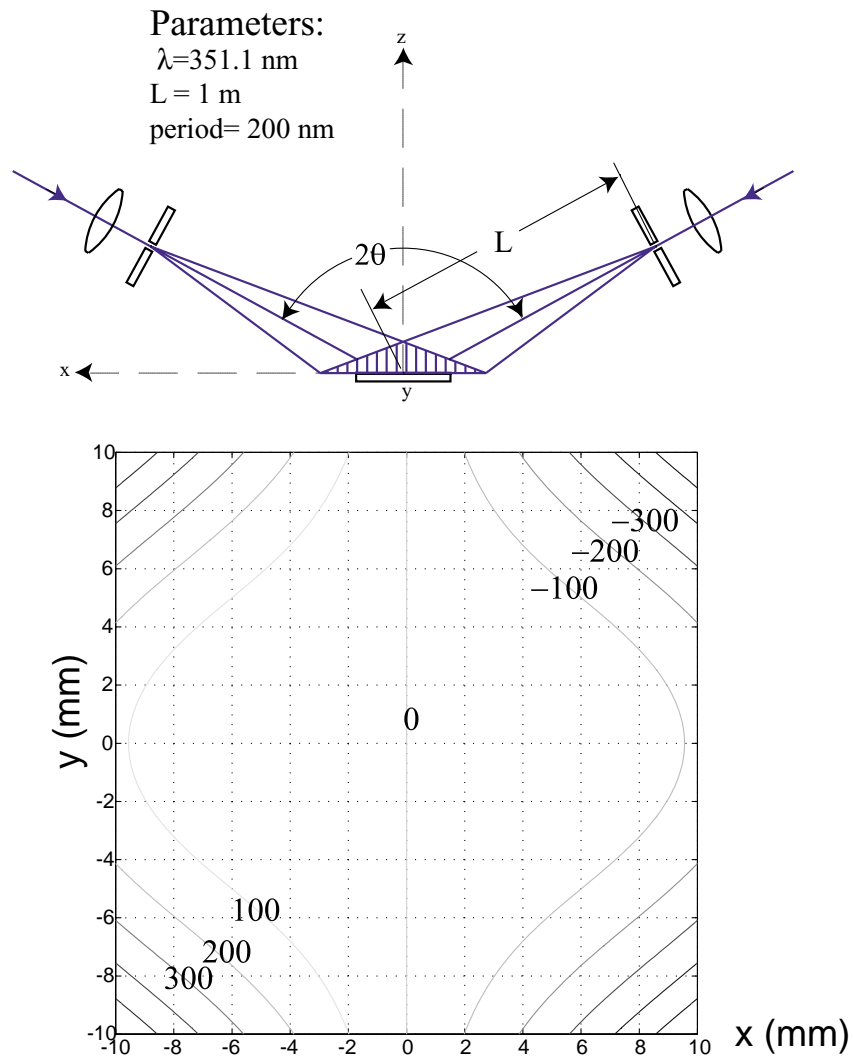 Parameters:
λ=351.1 nm
L = 1 m
period= 200 nm
z
2θ
L
x
y
10
8
6
4
2
0
-2
-4
-6
-8
-10
y (mm)
−300
−200
−100
0
100
200
300
-10 -8 -6 -4 -2 0 2 4 6 8 10
x (mm)